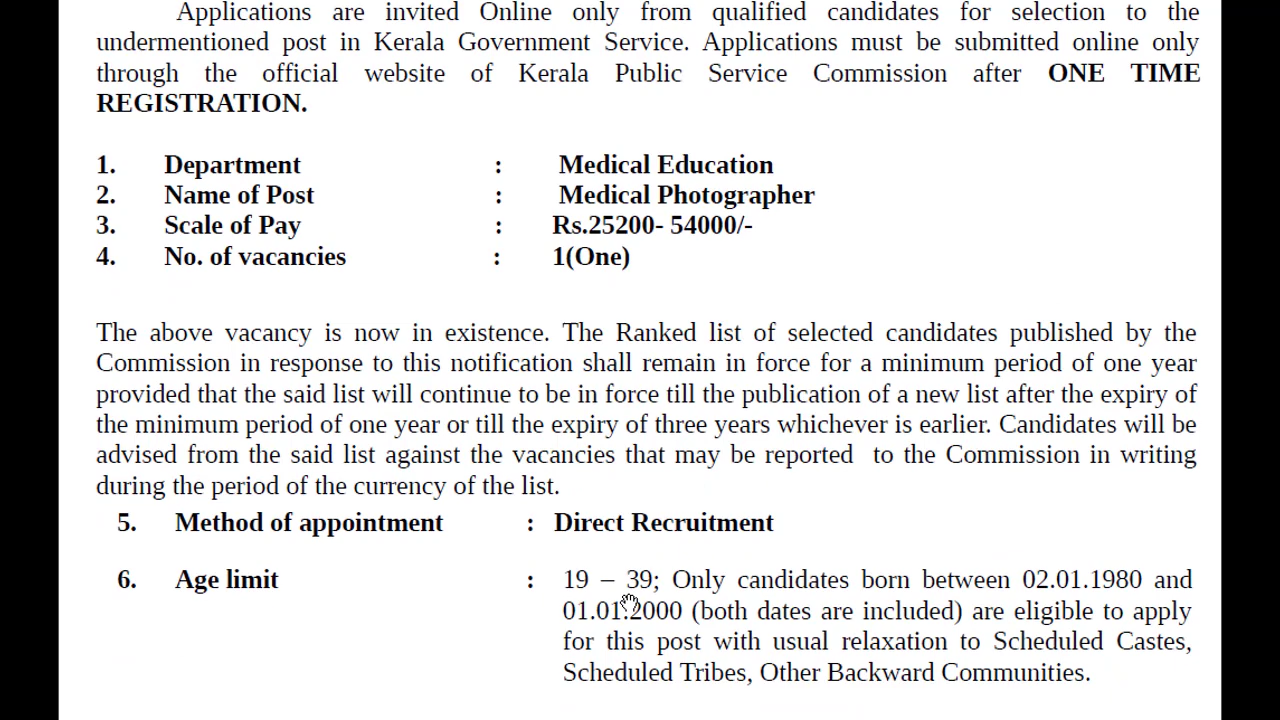 Applications are invited Online only from qualified candidates for selection to the
undermentioned post in Kerala Government Service. Applications must be submitted online only
through the official website of Kerala Public Service Commission after ONE TIME
REGISTRATION.
1. Department : Medical Education
2. Name of Post : Medical Photographer
3. Scale of Pay : Rs.25200- 54000/-
4. No. of vacancies : 1(One)
The above vacancy is now in existence. The Ranked list of selected candidates published by the
Commission in response to this notification shall remain in force for a minimum period of one year
provided that the said list will continue to be in force till the publication of a new list after the expiry of
the minimum period of one year or till the expiry of three years whichever is earlier. Candidates will be
advised from the said list against the vacancies that may be reported to the Commission in writing
during the period of the currency of the list.
5. Method of appointment : Direct Recruitment
6. Age limit : 19 – 39; Only candidates born between 02.01.1980 and
01.01.2000 (both dates are included) are eligible to apply
for this post with usual relaxation to Scheduled Castes,
Scheduled Tribes, Other Backward Communities.